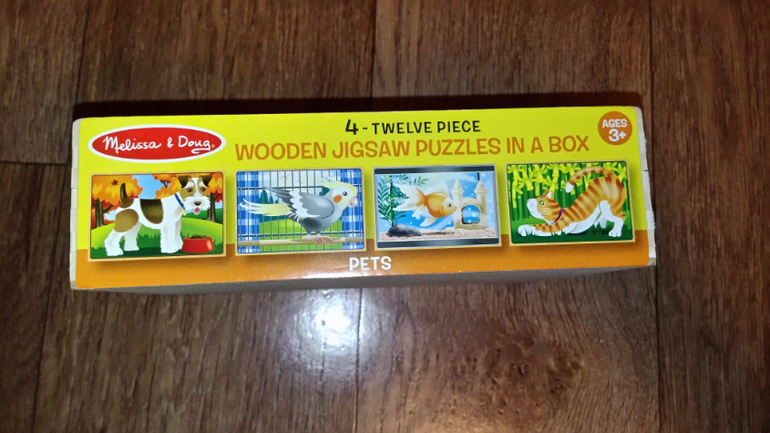 Melissa & Doug
4 - TWELVE PIECE
WOODEN JIGSAW PUZZLES IN A BOX
AGES
3+
PETS